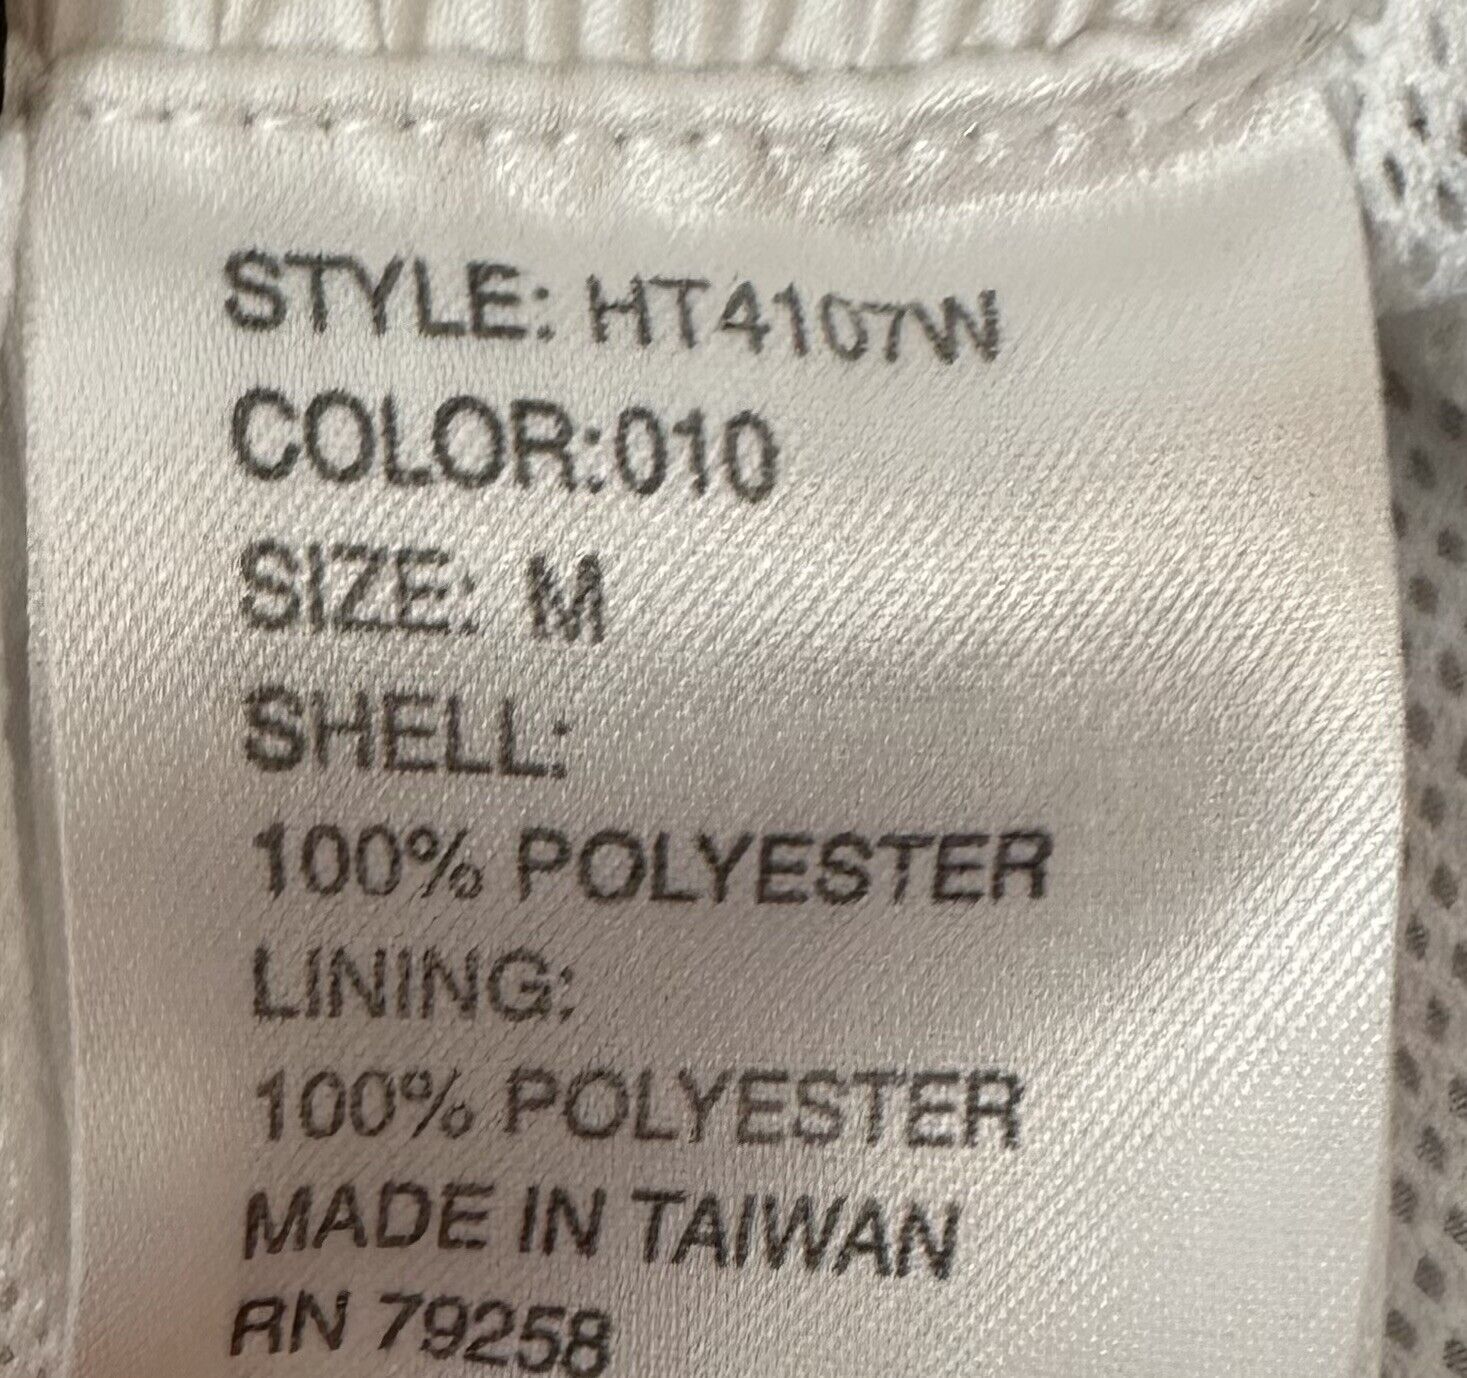 STYLE: HT4107W
COLOR:010
SIZE: M
SHELL:
100% POLYESTER
LINING:
100% POLYESTER
MADE IN TAIWAN
RN 79258